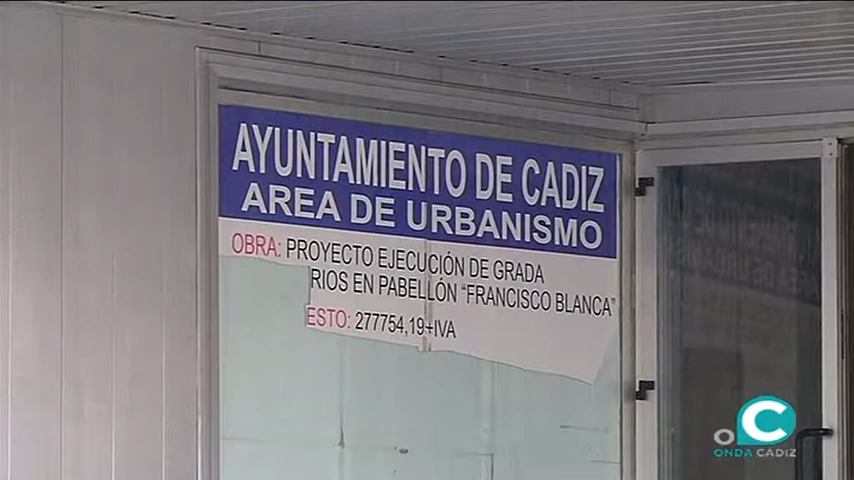 AYUNTAMIENTO DE CADIZ
AREA DE URBANISMO
OBRA: PROYECTO EJECUCIÓN DE GRADA
RIOS EN PABELLÓN “FRANCISCO BLANCA”
ESTO: 277754,19+IVA
ONDA CÁDIZ